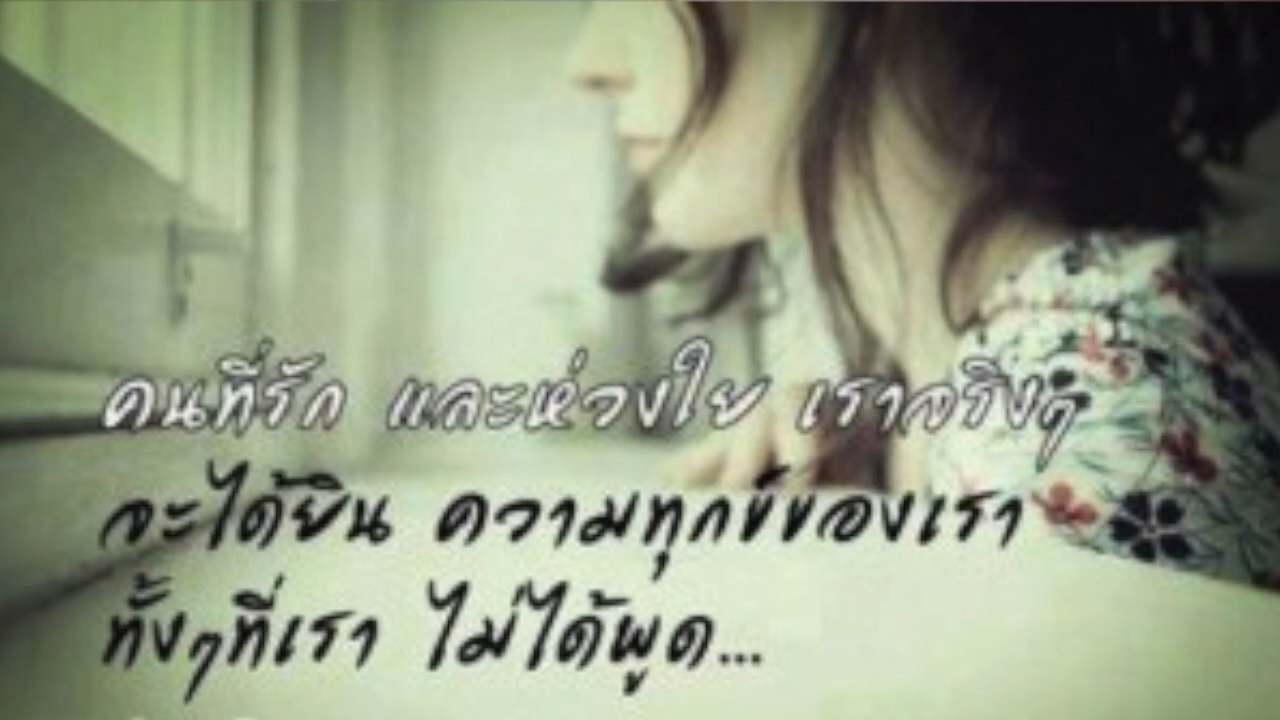 คนที่รัก และห่วงใย เราจริงๆ
จะได้ยิน ความทุกข์ของเรา
ทั้งๆที่เรา ไม่ได้พูด...